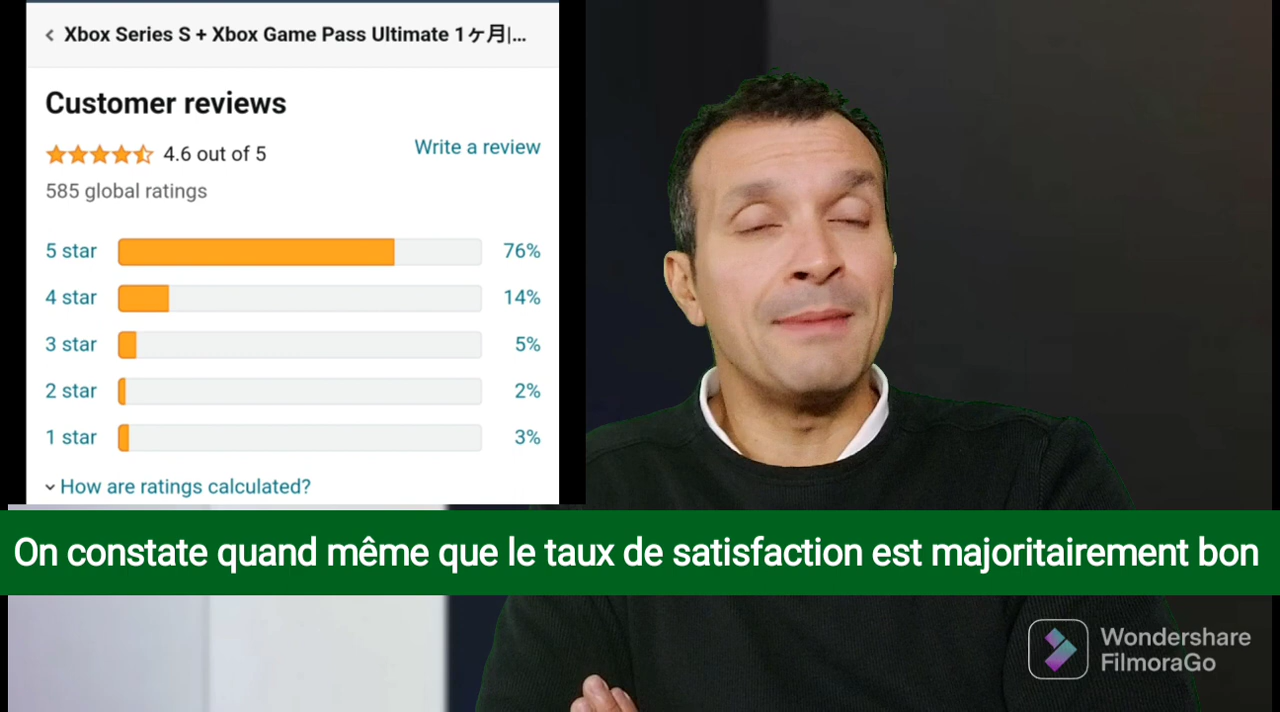 Xbox Series S + Xbox Game Pass Ultimate 1ヶ月|...
Customer reviews
4.6 out of 5
Write a review
585 global ratings
5 star 76%
4 star 14%
3 star 5%
2 star 2%
1 star 3%
How are ratings calculated?
On constate quand même que le taux de satisfaction est majoritairement bon
Wondershare
FilmoraGo